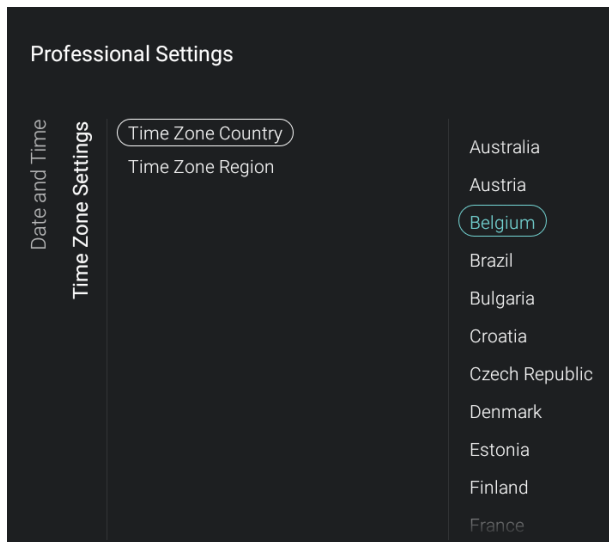 Professional Settings
Date and Time
Time Zone Settings
Time Zone Country
Time Zone Region
Australia
Austria
Belgium
Brazil
Bulgaria
Croatia
Czech Republic
Denmark
Estonia
Finland
France